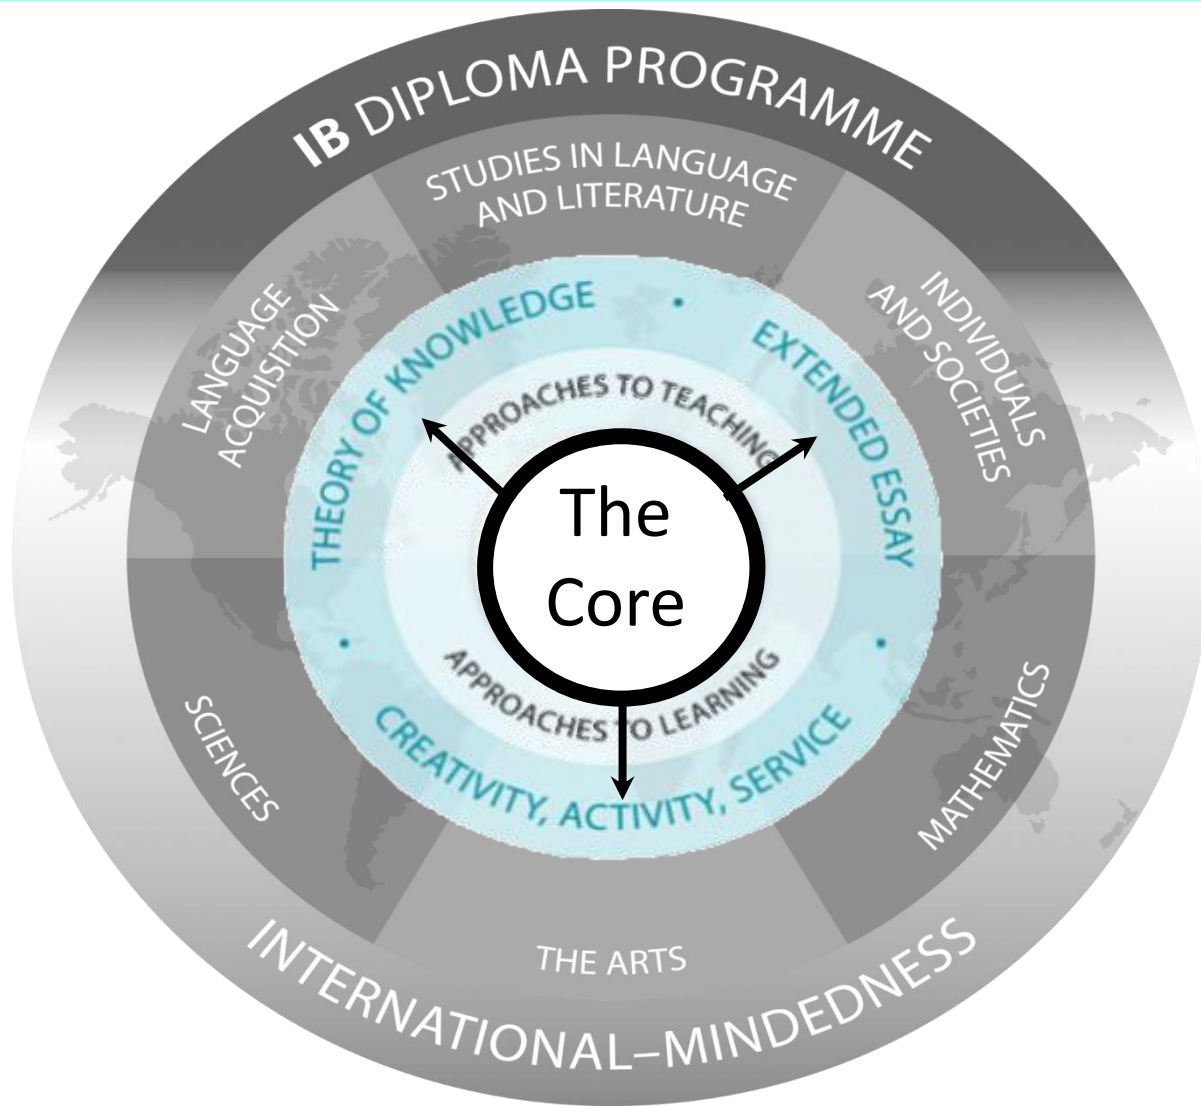 IB DIPLOMA PROGRAMME
STUDIES IN LANGUAGE
AND LITERATURE
LANGUAGE
ACQUISITION
INDIVIDUALS
AND SOCIETIES
THEORY OF KNOWLEDGE
EXTENDED ESSAY
APPROACHES TO TEACHING
The
Core
APPROACHES TO LEARNING
CREATIVITY, ACTIVITY, SERVICE
SCIENCES
MATHEMATICS
THE ARTS
INTERNATIONAL–MINDEDNESS